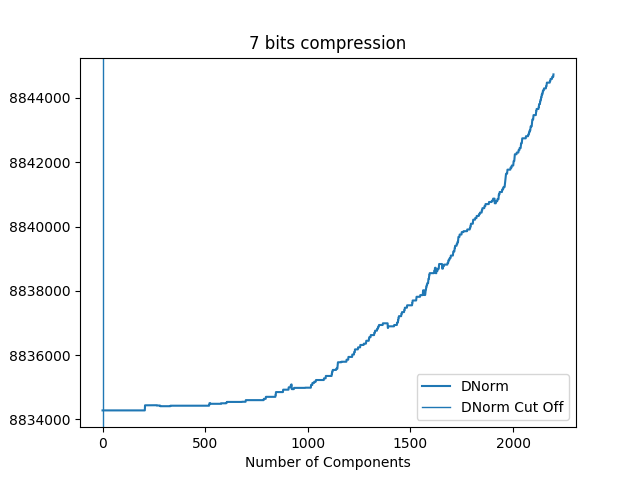 7 bits compression
8844000
8842000
8840000
8838000
8836000
8834000
DNorm
DNorm Cut Off
0 500 1000 1500 2000
Number of Components